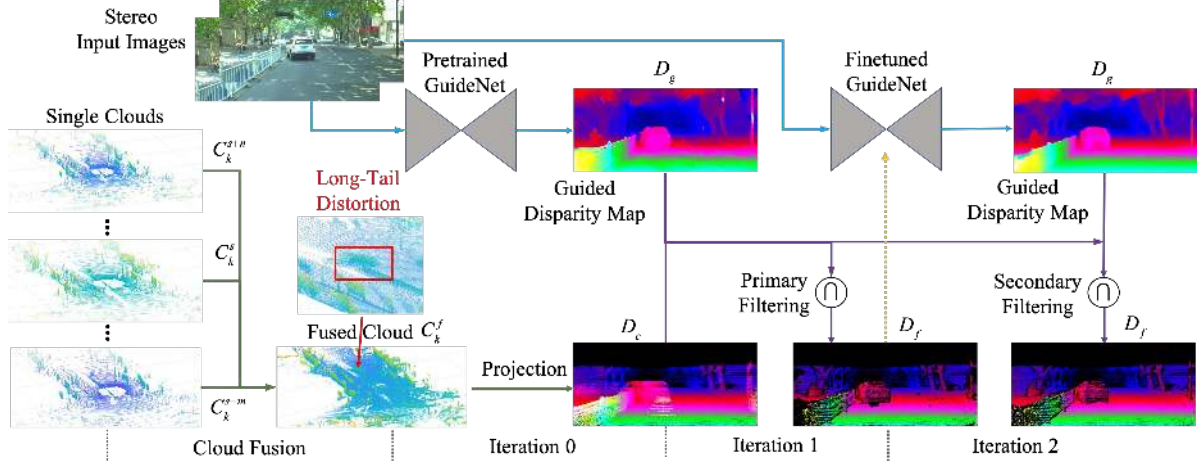 Stereo
Input Images
Pretrained
GuideNet
D_g
Finetuned
GuideNet
D_g
Single Clouds
C_k^{s+n}
Long-Tail
Distortion
Guided
Disparity Map
Guided
Disparity Map
C_k^s
Primary
Filtering
∩
Secondary
Filtering
∩
Fused Cloud C_k^f
D_c
D_f
D_f
Projection
C_k^{s-m}
Cloud Fusion
Iteration 0
Iteration 1
Iteration 2